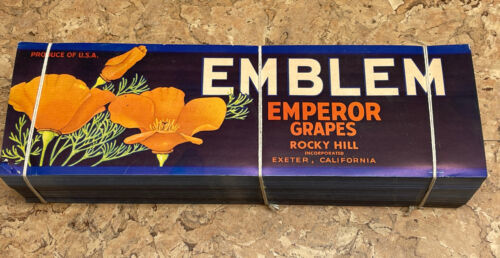 PRODUCE OF U.S.A.
EMBLEM
EMPEROR
GRAPES
ROCKY HILL
INCORPORATED
EXETER, CALIFORNIA